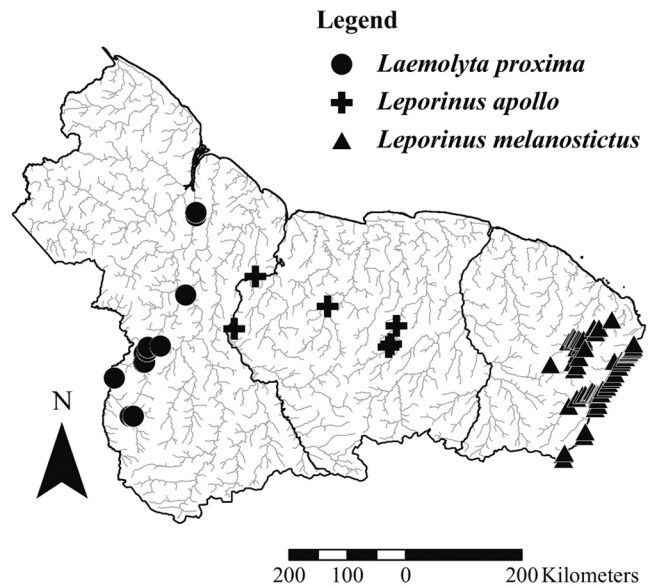 Legend
Laemolyta proxima
Leporinus apollo
Leporinus melanostictus
N
200 100 0 200 Kilometers